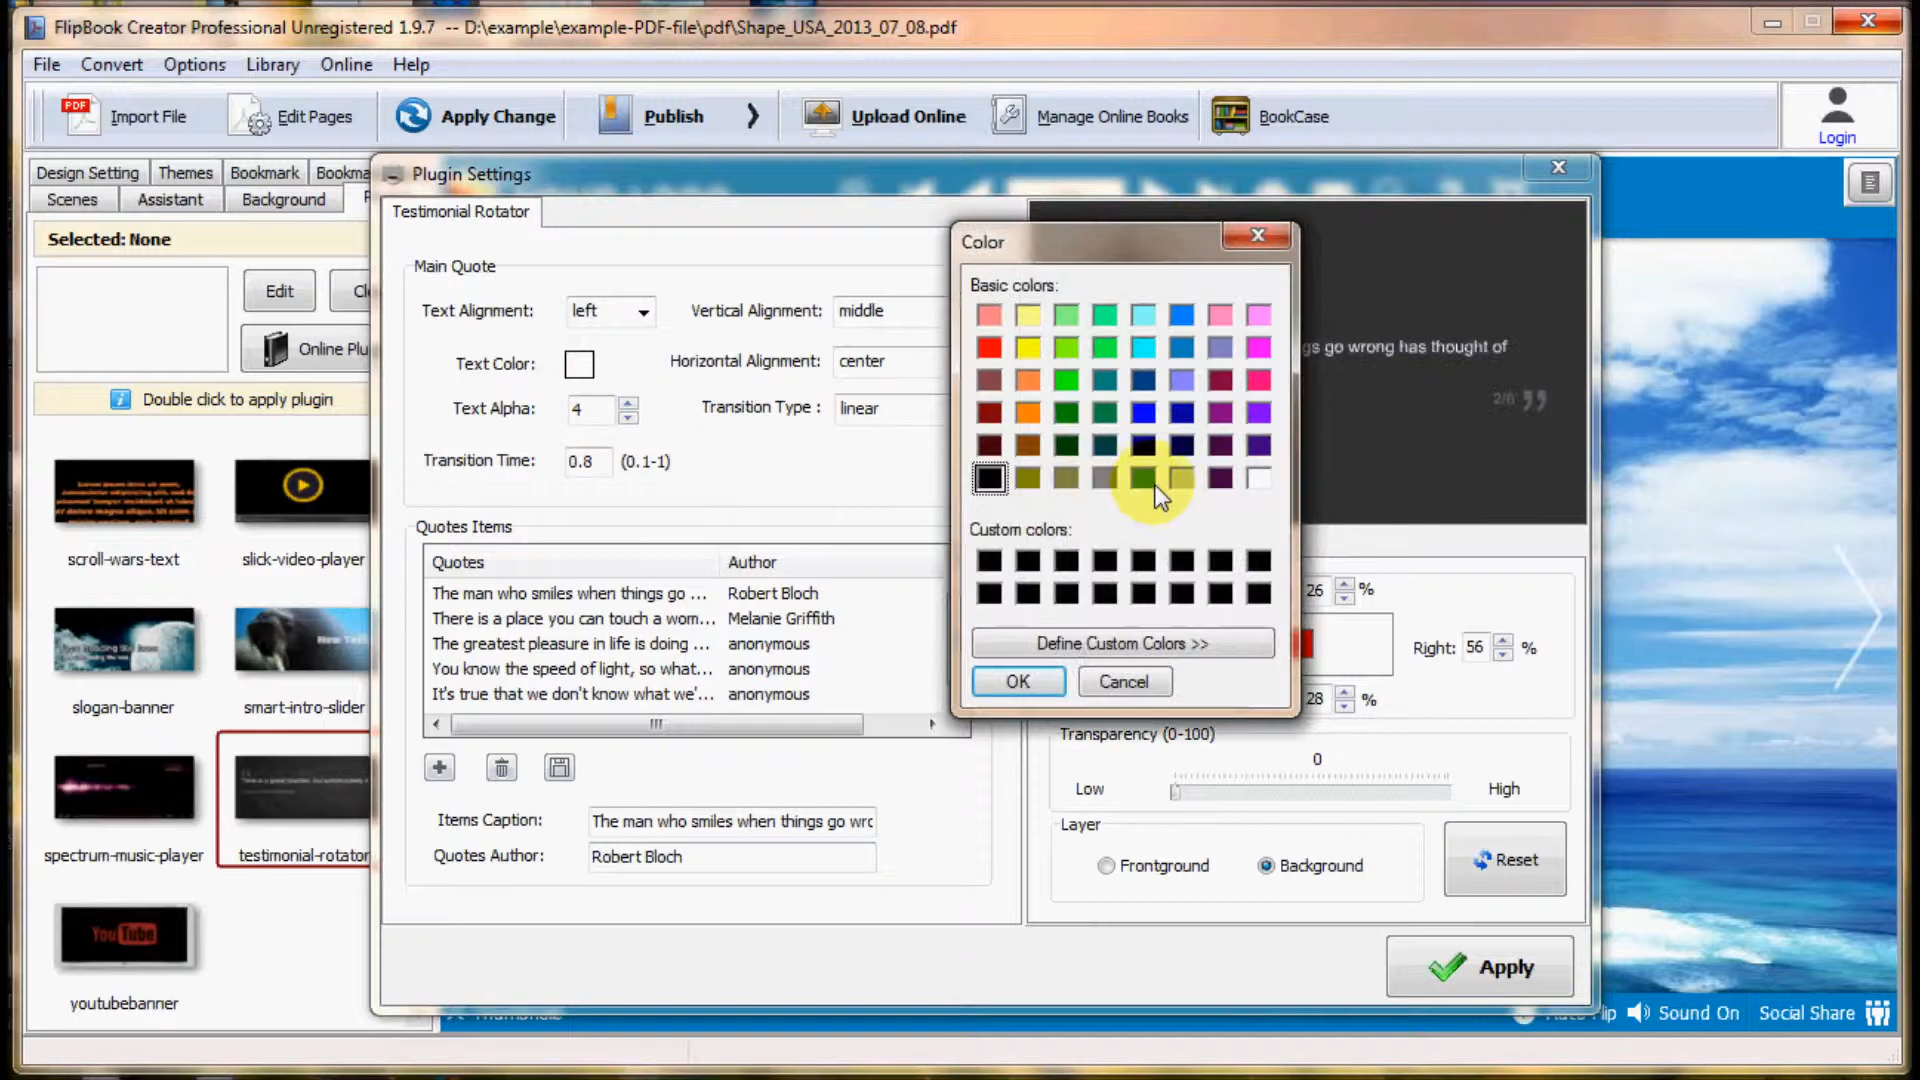 FlipBook Creator Professional Unregistered 1.9.7 -- D:\example\example-PDF-file\pdf\Shape_USA_2013_07_08.pdf
File Convert Options Library Online Help
PDF Import File Edit Pages Apply Change Publish Upload Online Manage Online Books BookCase Login
Design Setting Themes Bookmark Bookma
Scenes Assistant Background
Selected: None
Edit Cl
Online Plu
Double click to apply plugin
scroll-wars-text slick-video-player
slogan-banner smart-intro-slider
spectrum-music-player testimonial-rotator
YouTube
youtubebanner
Plugin Settings
Testimonial Rotator
Main Quote
Text Alignment: left Vertical Alignment: middle
Text Color: Horizontal Alignment: center
Text Alpha: 4 Transition Type : linear
Transition Time: 0.8 (0.1-1)
Quotes Items
Quotes Author
The man who smiles when things go ... Robert Bloch
There is a place you can touch a wom... Melanie Griffith
The greatest pleasure in life is doing ... anonymous
You know the speed of light, so what... anonymous
It's true that we don't know what we'... anonymous
Items Caption: The man who smiles when things go wrc
Quotes Author: Robert Bloch
Color
Basic colors:
Custom colors:
Define Custom Colors >>
OK Cancel
gs go wrong has thought of
2/6
26 %
Right: 56 %
28 %
Transparency (0-100)
0
Low High
Layer
Frontground Background
Reset
Apply
Flip Sound On Social Share